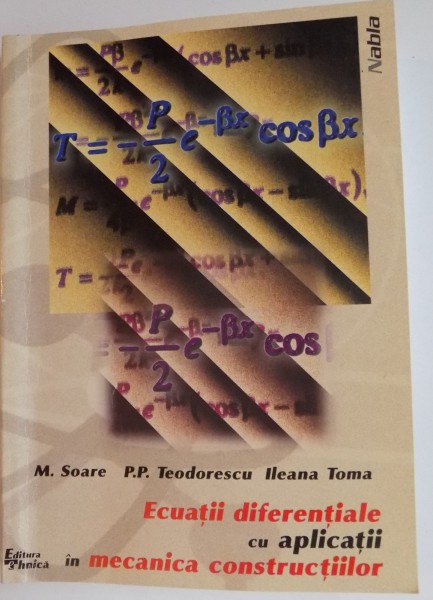 Nabla
T = -P/2 e^-βx cos βx
-P/2 e^-βx cos
M. Soare P.P. Teodorescu Ileana Toma
Ecuații diferențiale
cu aplicații
în mecanica construcțiilor
Editura
tehnică